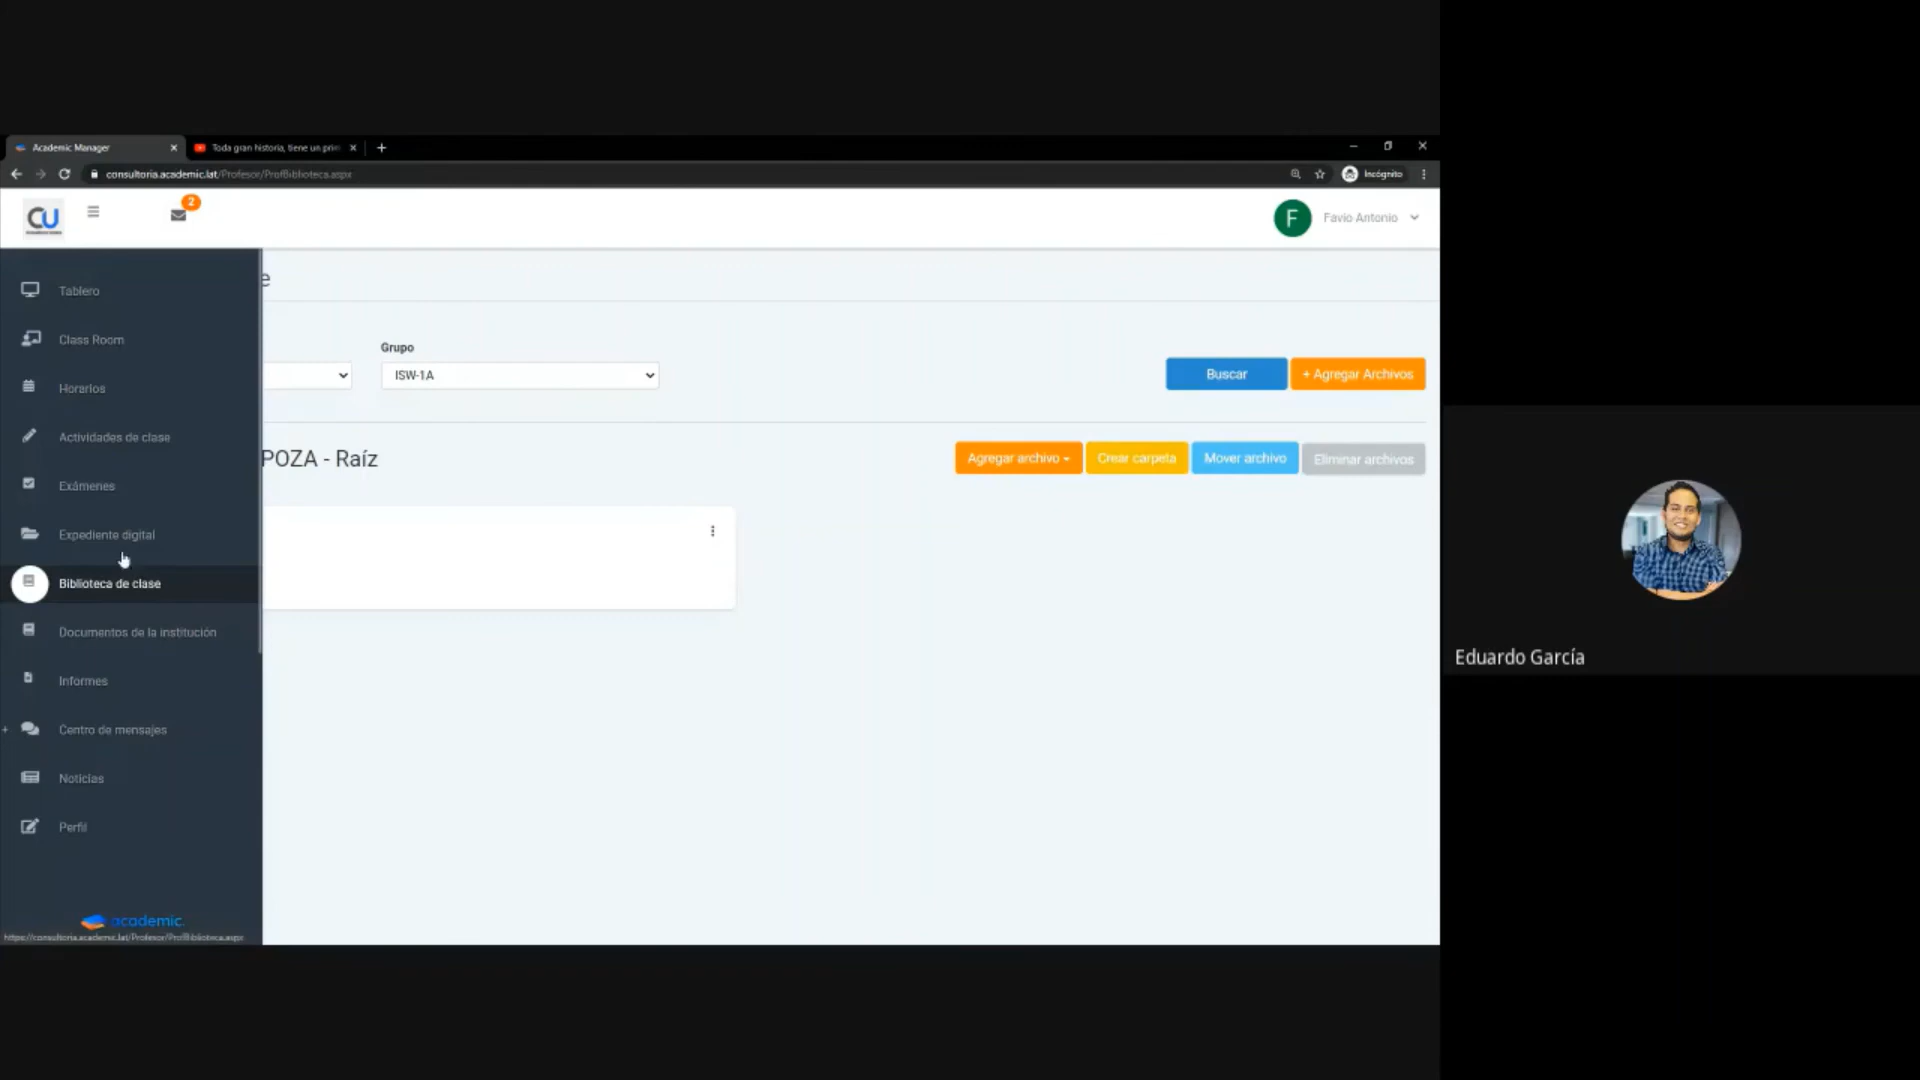 Academic Manager
Toda gran historia, tiene un prin
consultoria.academic.lat/Profesor/ProfBiblioteca.aspx
Incógnito
CU
2
F
Favio Antonio
Tablero
e
Class Room
Grupo
ISW-1A
Buscar
+ Agregar Archivos
Horarios
Actividades de clase
POZA - Raíz
Agregar archivo
Crear carpeta
Mover archivo
Eliminar archivos
Exámenes
Expediente digital
Biblioteca de clase
Documentos de la institución
Informes
Centro de mensajes
Noticias
Perfil
academic.
https://consultoria.academic.lat/Profesor/ProfBiblioteca.aspx
Eduardo García